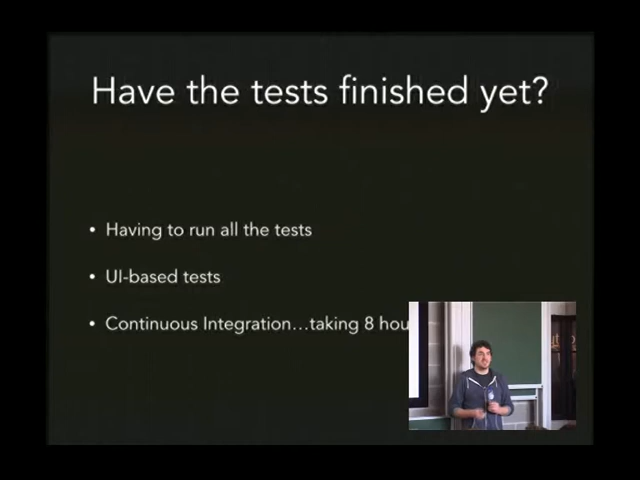 Have the tests finished yet?
• Having to run all the tests
• UI-based tests
• Continuous Integration...taking 8 hou